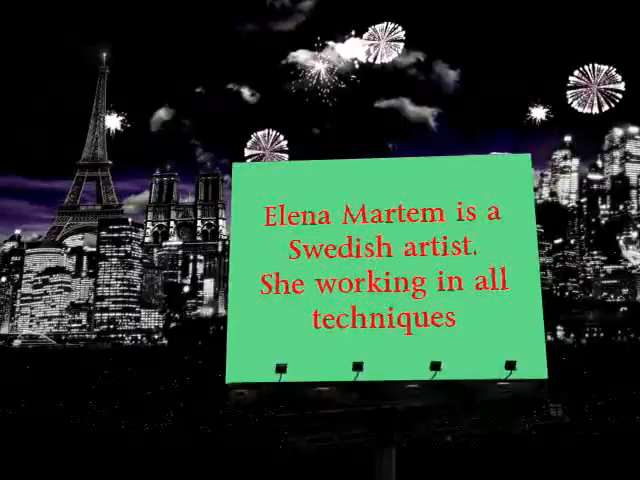 Elena Martem is a
Swedish artist.
She working in all
techniques